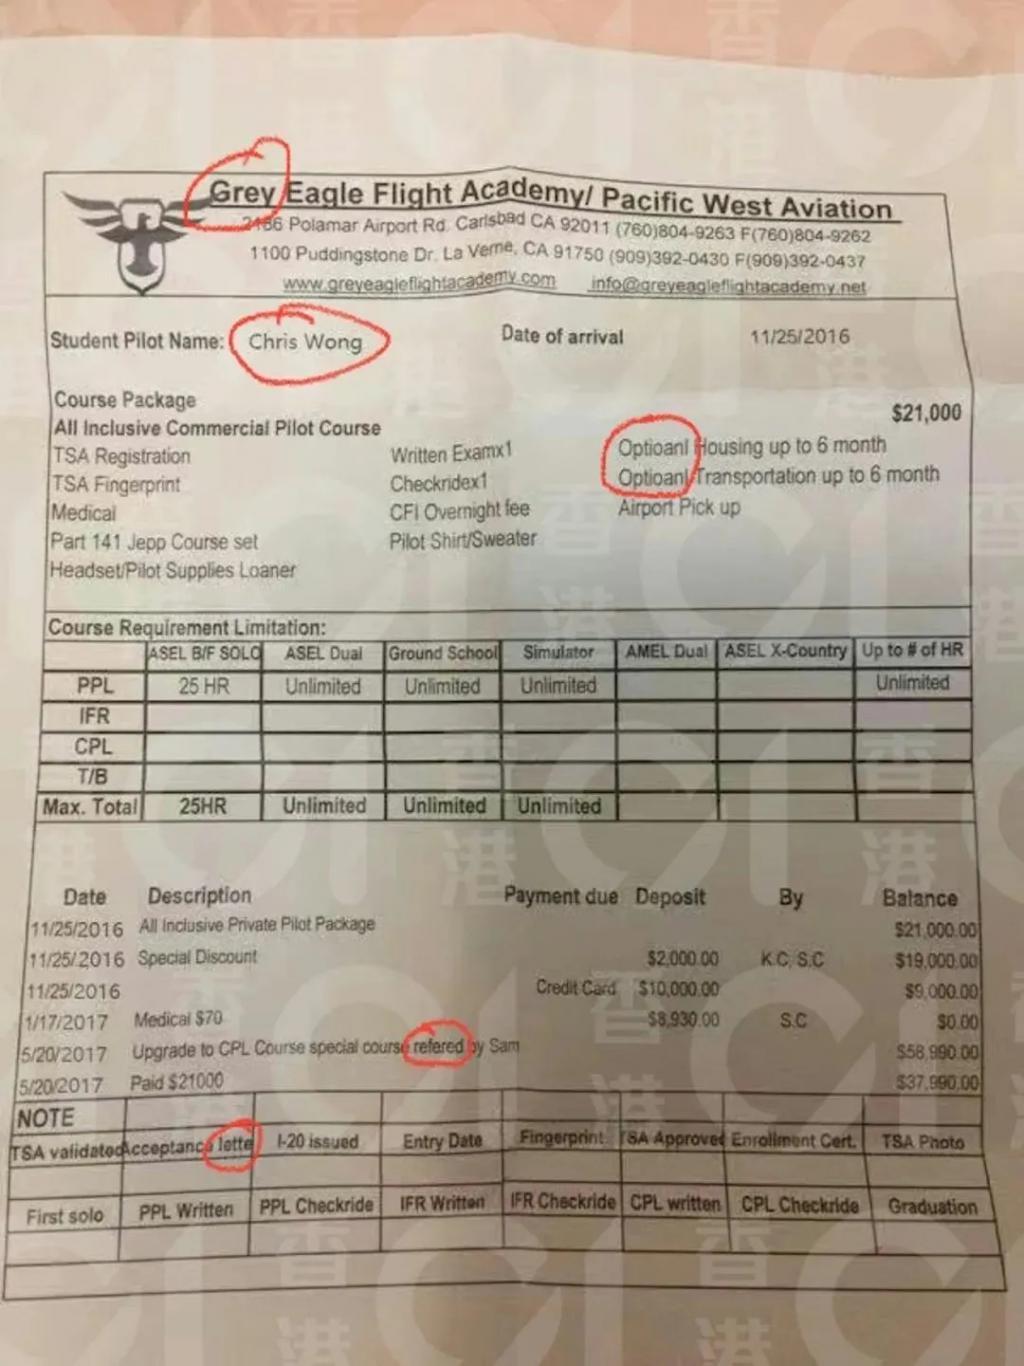 Grey Eagle Flight Academy/ Pacific West Aviation
2186 Polamar Airport Rd. Carlsbad CA 92011 (760)804-9263 F(760)804-9262
1100 Puddingstone Dr. La Verne, CA 91750 (909)392-0430 F(909)392-0437
www.greyeagleflightacademy.com info@greyeagleflightacademy.net
Student Pilot Name: Chris Wong Date of arrival 11/25/2016
Course Package $21,000
All Inclusive Commercial Pilot Course
TSA Registration Written Examx1 Optioanl Housing up to 6 month
TSA Fingerprint Checkridex1 Optioanl Transportation up to 6 month
Medical CFI Overnight fee Airport Pick up
Part 141 Jepp Course set Pilot Shirt/Sweater
Headset/Pilot Supplies Loaner
Course Requirement Limitation:
ASEL B/F SOLO ASEL Dual Ground School Simulator AMEL Dual ASEL X-Country Up to # of HR
PPL 25 HR Unlimited Unlimited Unlimited Unlimited
IFR
CPL
T/B
Max. Total 25HR Unlimited Unlimited Unlimited
Date Description Payment due Deposit By Balance
11/25/2016 All Inclusive Private Pilot Package $21,000.00
11/25/2016 Special Discount $2,000.00 K.C, S.C $19,000.00
11/25/2016 Credit Card $10,000.00 $9,000.00
1/17/2017 Medical $70 $8,930.00 S.C $0.00
5/20/2017 Upgrade to CPL Course special course refered by Sam $58,990.00
5/20/2017 Paid $21000 $37,990.00
NOTE
TSA validated Acceptance lette I-20 issued Entry Date Fingerprint TSA Approved Enrollment Cert. TSA Photo
First solo PPL Written PPL Checkride IFR Written IFR Checkride CPL written CPL Checkride Graduation
香港01